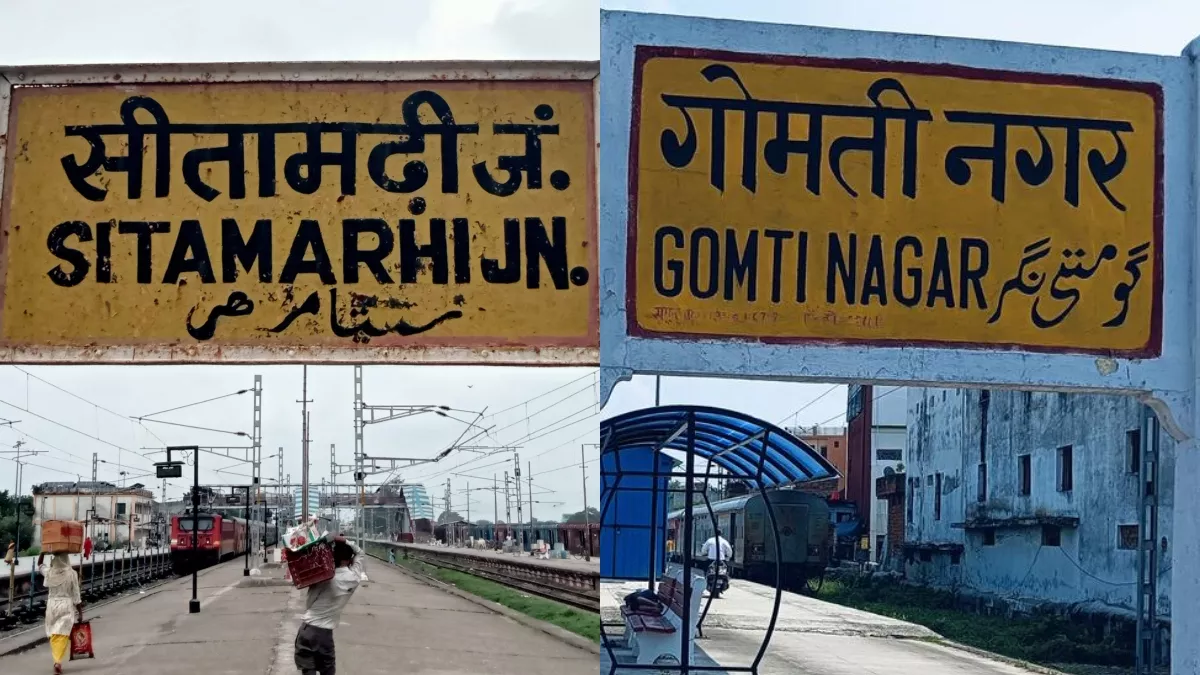 सीतामढ़ी जं.
SITAMARHI JN.
سیتامڑھی
गोमती नगर
GOMTI NAGAR گومتی نگر